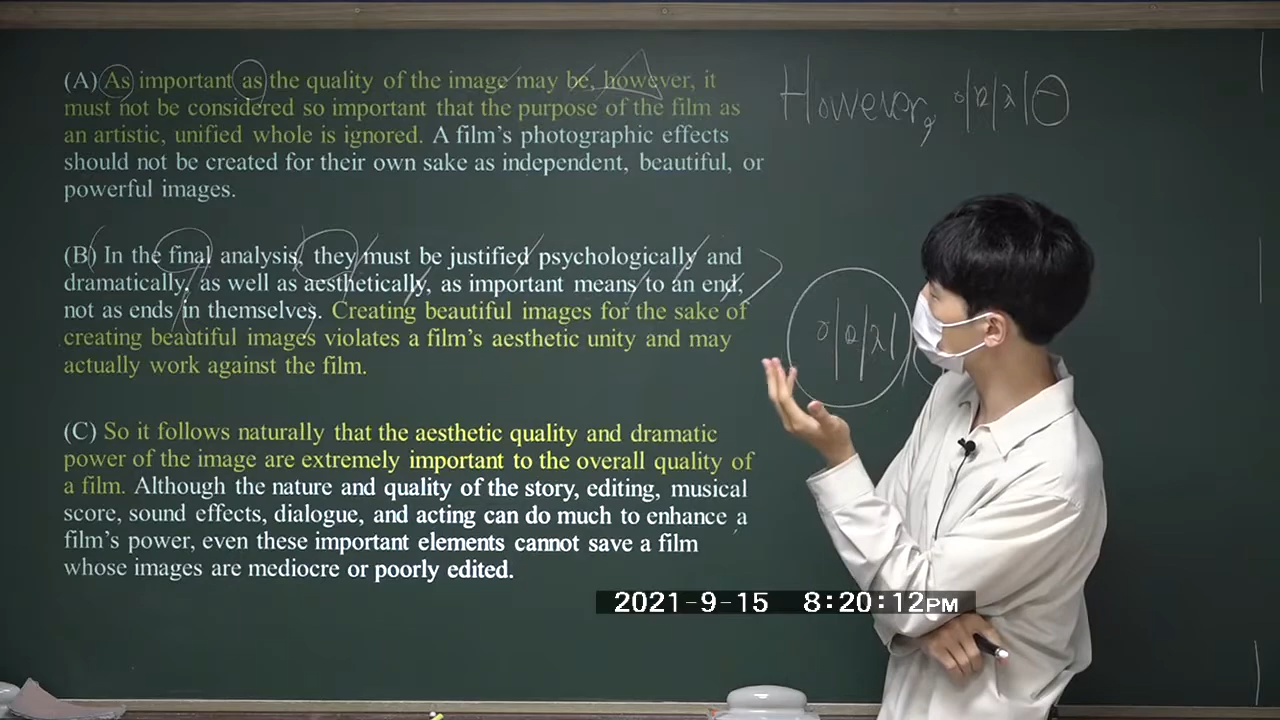 (A) As important as the quality of the image may be, however, it
must not be considered so important that the purpose of the film as
an artistic, unified whole is ignored. A film's photographic effects
should not be created for their own sake as independent, beautiful, or
powerful images.
(B) In the final analysis, they must be justified psychologically and
dramatically, as well as aesthetically, as important means to an end,
not as ends in themselves. Creating beautiful images for the sake of
creating beautiful images violates a film's aesthetic unity and may
actually work against the film.
(C) So it follows naturally that the aesthetic quality and dramatic
power of the image are extremely important to the overall quality of
a film. Although the nature and quality of the story, editing, musical
score, sound effects, dialogue, and acting can do much to enhance a
film's power, even these important elements cannot save a film
whose images are mediocre or poorly edited.
However,
2021-9-15 8:20:12PM